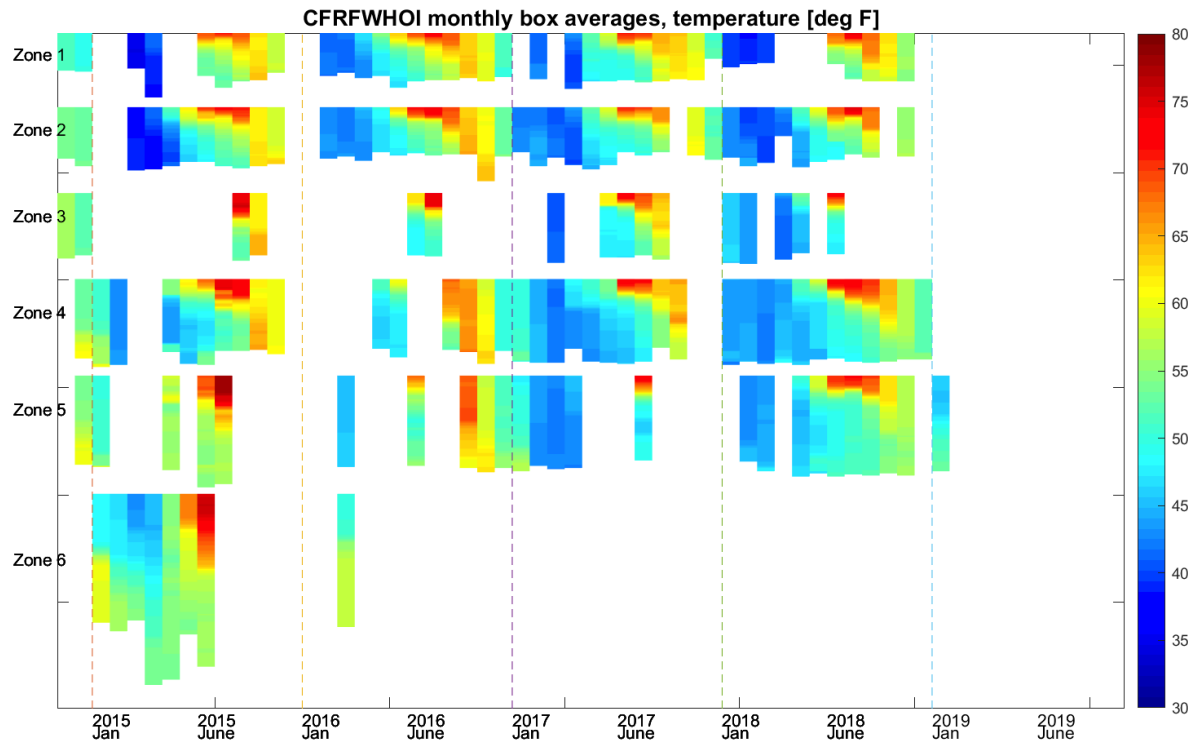 CFRFWHOI monthly box averages, temperature [deg F]
Zone 1
Zone 2
Zone 3
Zone 4
Zone 5
Zone 6
80
75
70
65
60
55
50
45
40
35
30
2015 2015 2016 2016 2017 2017 2018 2018 2019 2019
Jan June Jan June Jan June Jan June Jan June